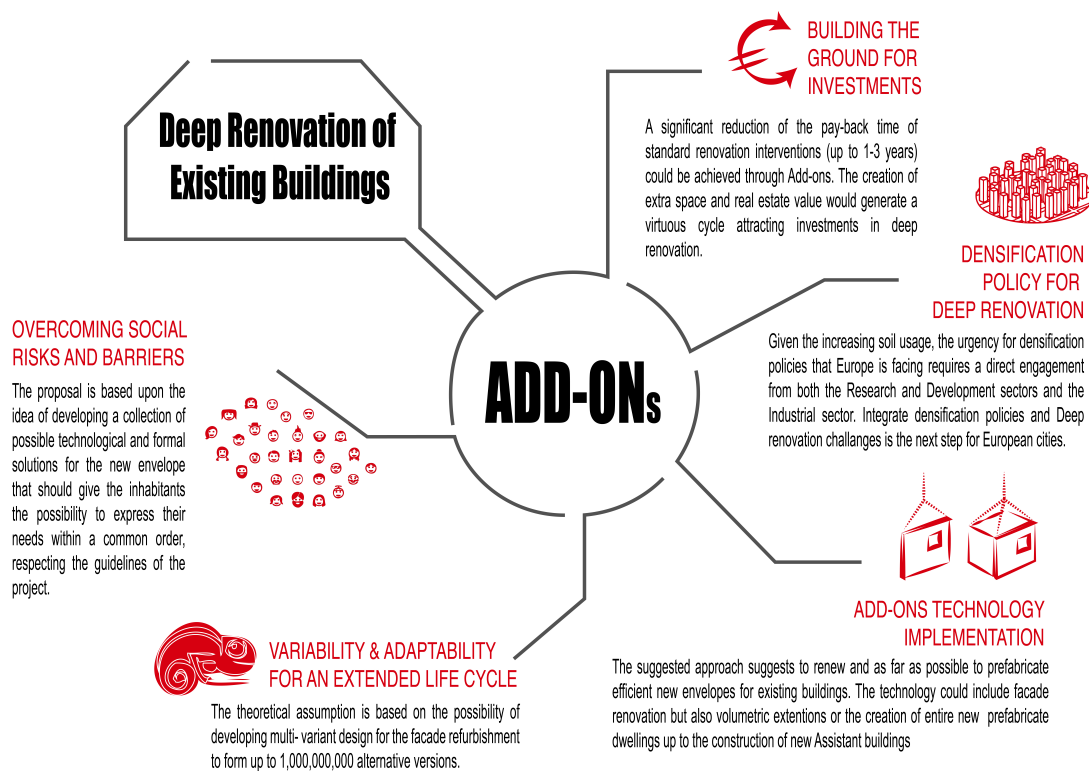 Deep Renovation of
Existing Buildings
BUILDING THE
GROUND FOR
INVESTMENTS
A significant reduction of the pay-back time of
standard renovation interventions (up to 1-3 years)
could be achieved through Add-ons. The creation of
extra space and real estate value would generate a
virtuous cycle attracting investments in deep
renovation.
DENSIFICATION
POLICY FOR
DEEP RENOVATION
Given the increasing soil usage, the urgency for densification
policies that Europe is facing requires a direct engagement
from both the Research and Development sectors and the
Industrial sector. Integrate densification policies and Deep
renovation challanges is the next step for European cities.
ADD-ONs
OVERCOMING SOCIAL
RISKS AND BARRIERS
The proposal is based upon the
idea of developing a collection of
possible technological and formal
solutions for the new envelope
that should give the inhabitants
the possibility to express their
needs within a common order,
respecting the guidelines of the
project.
ADD-ONS TECHNOLOGY
IMPLEMENTATION
The suggested approach suggests to renew and as far as possible to prefabricate
efficient new envelopes for existing buildings. The technology could include facade
renovation but also volumetric extentions or the creation of entire new prefabricate
dwellings up to the construction of new Assistant buildings
VARIABILITY & ADAPTABILITY
FOR AN EXTENDED LIFE CYCLE
The theoretical assumption is based on the possibility of
developing multi- variant design for the facade refurbishment
to form up to 1,000,000,000 alternative versions.